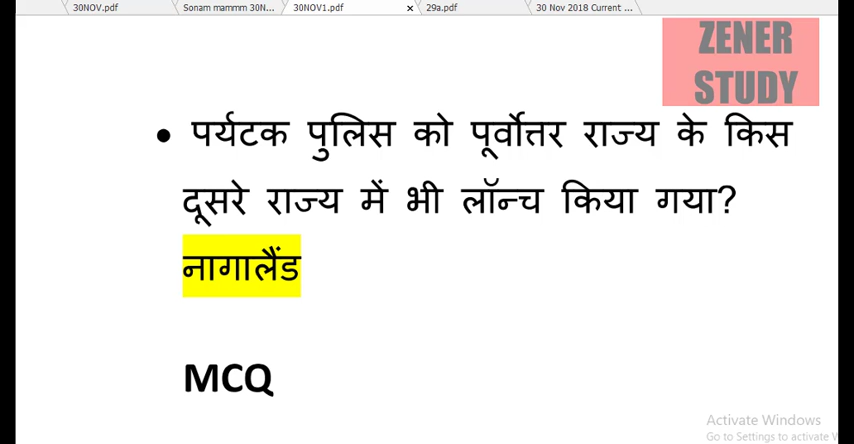 30NOV.pdf Sonam mammm 30N... 30NOV1.pdf × 29a.pdf 30 Nov 2018 Current ...
ZENER
STUDY
• पर्यटक पुलिस को पूर्वोत्तर राज्य के किस
दूसरे राज्य में भी लॉन्च किया गया?
नागालैंड
MCQ
Activate Windows
Go to Settings to activate W